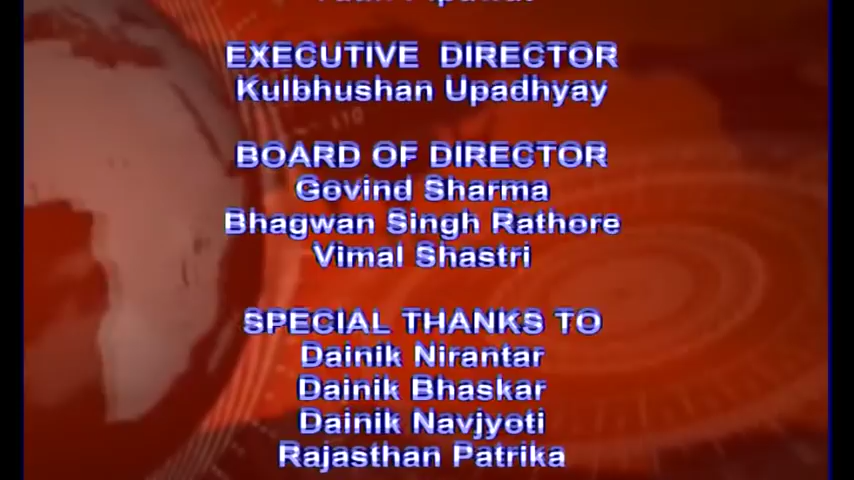 EXECUTIVE DIRECTOR
Kulbhushan Upadhyay
BOARD OF DIRECTOR
Govind Sharma
Bhagwan Singh Rathore
Vimal Shastri
SPECIAL THANKS TO
Dainik Nirantar
Dainik Bhaskar
Dainik Navjyoti
Rajasthan Patrika